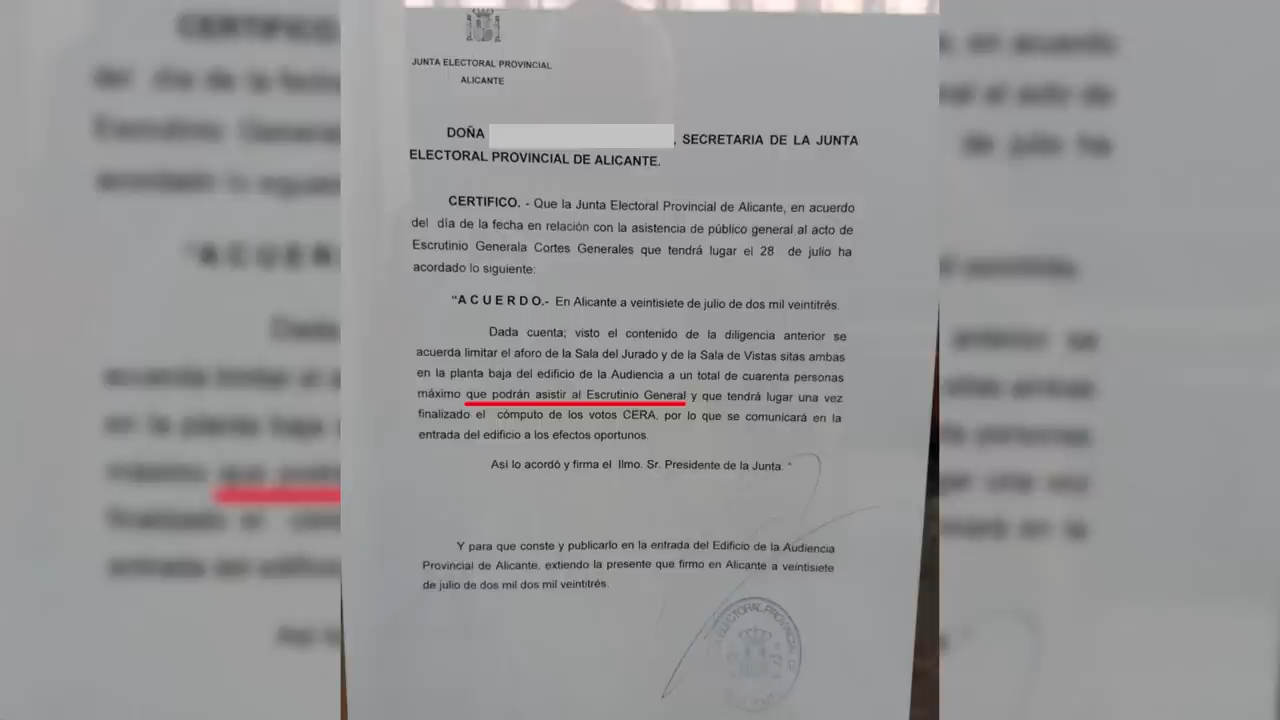 JUNTA ELECTORAL PROVINCIAL
ALICANTE
DOÑA , SECRETARIA DE LA JUNTA
ELECTORAL PROVINCIAL DE ALICANTE.
CERTIFICO. - Que la Junta Electoral Provincial de Alicante, en acuerdo
del día de la fecha en relación con la asistencia de público general al acto de
Escrutinio Generala Cortes Generales que tendrá lugar el 28 de julio ha
acordado lo siguiente:
"A C U E R D O.- En Alicante a veintisiete de julio de dos mil veintitrés.
Dada cuenta; visto el contenido de la diligencia anterior se
acuerda limitar el aforo de la Sala del Jurado y de la Sala de Vistas sitas ambas
en la planta baja del edificio de la Audiencia a un total de cuarenta personas
máximo que podrán asistir al Escrutinio General y que tendrá lugar una vez
finalizado el cómputo de los votos CERA, por lo que se comunicará en la
entrada del edificio a los efectos oportunos.
Así lo acordó y firma el Ilmo. Sr. Presidente de la Junta. "
Y para que conste y publicarlo en la entrada del Edificio de la Audiencia
Provincial de Alicante, extiendo la presente que firmo en Alicante a veintisiete
de julio de dos mil dos mil veintitrés.
ELECTORAL PROVINCIAL DE